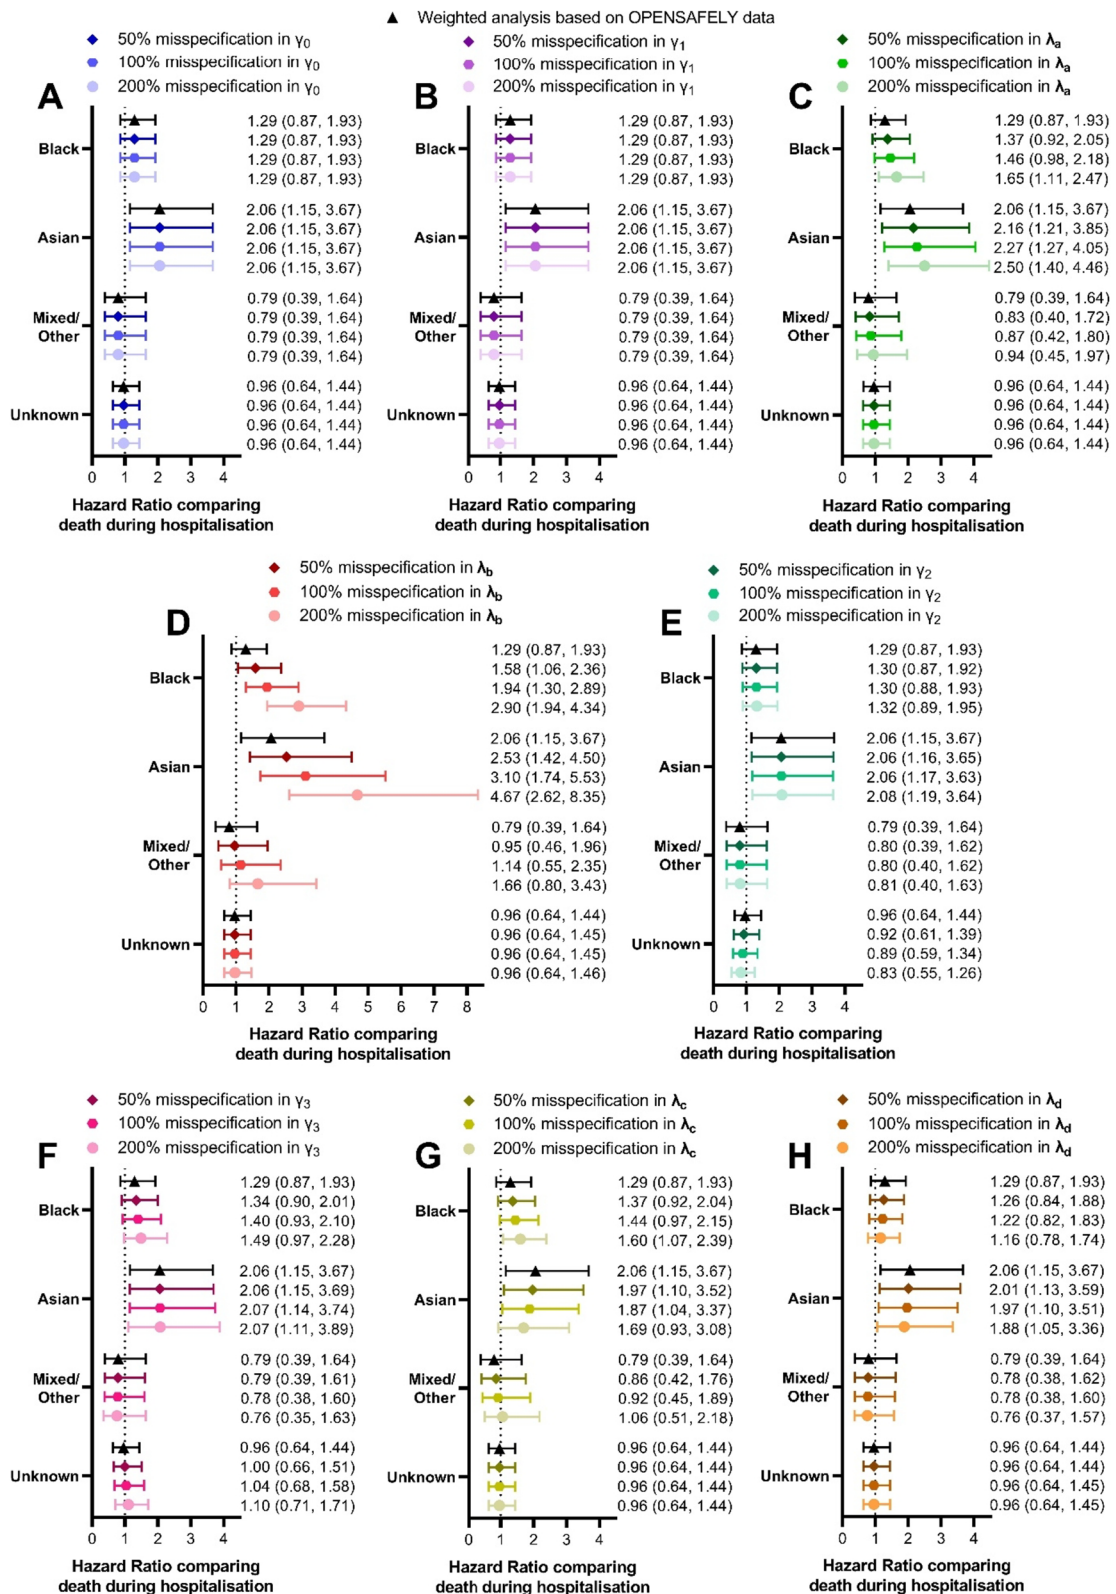 ▲ Weighted analysis based on OPENSAFELY data
50% misspecification in γ0
100% misspecification in γ0
200% misspecification in γ0
A
Black
1.29 (0.87, 1.93)
1.29 (0.87, 1.93)
1.29 (0.87, 1.93)
1.29 (0.87, 1.93)
Asian
2.06 (1.15, 3.67)
2.06 (1.15, 3.67)
2.06 (1.15, 3.67)
2.06 (1.15, 3.67)
Mixed/
Other
0.79 (0.39, 1.64)
0.79 (0.39, 1.64)
0.79 (0.39, 1.64)
0.79 (0.39, 1.64)
Unknown
0.96 (0.64, 1.44)
0.96 (0.64, 1.44)
0.96 (0.64, 1.44)
0.96 (0.64, 1.44)
0 1 2 3 4
Hazard Ratio comparing
death during hospitalisation
50% misspecification in γ1
100% misspecification in γ1
200% misspecification in γ1
B
Black
1.29 (0.87, 1.93)
1.29 (0.87, 1.93)
1.29 (0.87, 1.93)
1.29 (0.87, 1.93)
Asian
2.06 (1.15, 3.67)
2.06 (1.15, 3.67)
2.06 (1.15, 3.67)
2.06 (1.15, 3.67)
Mixed/
Other
0.79 (0.39, 1.64)
0.79 (0.39, 1.64)
0.79 (0.39, 1.64)
0.79 (0.39, 1.64)
Unknown
0.96 (0.64, 1.44)
0.96 (0.64, 1.44)
0.96 (0.64, 1.44)
0.96 (0.64, 1.44)
0 1 2 3 4
Hazard Ratio comparing
death during hospitalisation
50% misspecification in λa
100% misspecification in λa
200% misspecification in λa
C
Black
1.29 (0.87, 1.93)
1.37 (0.92, 2.05)
1.46 (0.98, 2.18)
1.65 (1.11, 2.47)
Asian
2.06 (1.15, 3.67)
2.16 (1.21, 3.85)
2.27 (1.27, 4.05)
2.50 (1.40, 4.46)
Mixed/
Other
0.79 (0.39, 1.64)
0.83 (0.40, 1.72)
0.87 (0.42, 1.80)
0.94 (0.45, 1.97)
Unknown
0.96 (0.64, 1.44)
0.96 (0.64, 1.44)
0.96 (0.64, 1.44)
0.96 (0.64, 1.44)
0 1 2 3 4
Hazard Ratio comparing
death during hospitalisation
50% misspecification in λb
100% misspecification in λb
200% misspecification in λb
D
Black
1.29 (0.87, 1.93)
1.58 (1.06, 2.36)
1.94 (1.30, 2.89)
2.90 (1.94, 4.34)
Asian
2.06 (1.15, 3.67)
2.53 (1.42, 4.50)
3.10 (1.74, 5.53)
4.67 (2.62, 8.35)
Mixed/
Other
0.79 (0.39, 1.64)
0.95 (0.46, 1.96)
1.14 (0.55, 2.35)
1.66 (0.80, 3.43)
Unknown
0.96 (0.64, 1.44)
0.96 (0.64, 1.45)
0.96 (0.64, 1.45)
0.96 (0.64, 1.46)
0 1 2 3 4 5 6 7 8
Hazard Ratio comparing
death during hospitalisation
50% misspecification in γ2
100% misspecification in γ2
200% misspecification in γ2
E
Black
1.29 (0.87, 1.93)
1.30 (0.87, 1.92)
1.30 (0.88, 1.93)
1.32 (0.89, 1.95)
Asian
2.06 (1.15, 3.67)
2.06 (1.16, 3.65)
2.06 (1.17, 3.63)
2.08 (1.19, 3.64)
Mixed/
Other
0.79 (0.39, 1.64)
0.80 (0.39, 1.62)
0.80 (0.40, 1.62)
0.81 (0.40, 1.63)
Unknown
0.96 (0.64, 1.44)
0.92 (0.61, 1.39)
0.89 (0.59, 1.34)
0.83 (0.55, 1.26)
0 1 2 3 4
Hazard Ratio comparing
death during hospitalisation
50% misspecification in γ3
100% misspecification in γ3
200% misspecification in γ3
F
Black
1.29 (0.87, 1.93)
1.34 (0.90, 2.01)
1.40 (0.93, 2.10)
1.49 (0.97, 2.28)
Asian
2.06 (1.15, 3.67)
2.06 (1.15, 3.69)
2.07 (1.14, 3.74)
2.07 (1.11, 3.89)
Mixed/
Other
0.79 (0.39, 1.64)
0.79 (0.39, 1.61)
0.78 (0.38, 1.60)
0.76 (0.35, 1.63)
Unknown
0.96 (0.64, 1.44)
1.00 (0.66, 1.51)
1.04 (0.68, 1.58)
1.10 (0.71, 1.71)
0 1 2 3 4
Hazard Ratio comparing
death during hospitalisation
50% misspecification in λc
100% misspecification in λc
200% misspecification in λc
G
Black
1.29 (0.87, 1.93)
1.37 (0.92, 2.04)
1.44 (0.97, 2.15)
1.60 (1.07, 2.39)
Asian
2.06 (1.15, 3.67)
1.97 (1.10, 3.52)
1.87 (1.04, 3.37)
1.69 (0.93, 3.08)
Mixed/
Other
0.79 (0.39, 1.64)
0.86 (0.42, 1.76)
0.92 (0.45, 1.89)
1.06 (0.51, 2.18)
Unknown
0.96 (0.64, 1.44)
0.96 (0.64, 1.44)
0.96 (0.64, 1.44)
0.96 (0.64, 1.44)
0 1 2 3 4
Hazard Ratio comparing
death during hospitalisation
50% misspecification in λd
100% misspecification in λd
200% misspecification in λd
H
Black
1.29 (0.87, 1.93)
1.26 (0.84, 1.88)
1.22 (0.82, 1.83)
1.16 (0.78, 1.74)
Asian
2.06 (1.15, 3.67)
2.01 (1.13, 3.59)
1.97 (1.10, 3.51)
1.88 (1.05, 3.36)
Mixed/
Other
0.79 (0.39, 1.64)
0.78 (0.38, 1.62)
0.78 (0.38, 1.60)
0.76 (0.37, 1.57)
Unknown
0.96 (0.64, 1.44)
0.96 (0.64, 1.44)
0.96 (0.64, 1.45)
0.96 (0.64, 1.45)
0 1 2 3 4
Hazard Ratio comparing
death during hospitalisation